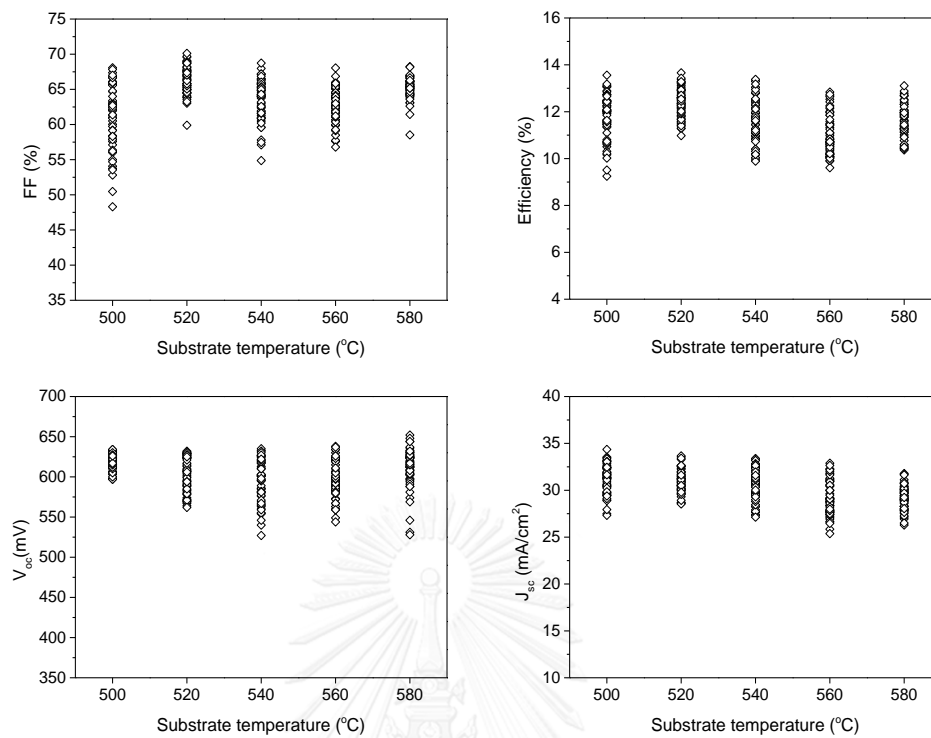 75
70
65
60
55
50
45
40
35
FF (%)
500 520 540 560 580
Substrate temperature (°C)
16
14
12
10
8
6
4
Efficiency (%)
500 520 540 560 580
Substrate temperature (°C)
700
650
600
550
500
450
400
350
Voc(mV)
500 520 540 560 580
Substrate temperature (°C)
40
35
30
25
20
15
10
Jsc (mA/cm²)
500 520 540 560 580
Substrate temperature (°C)